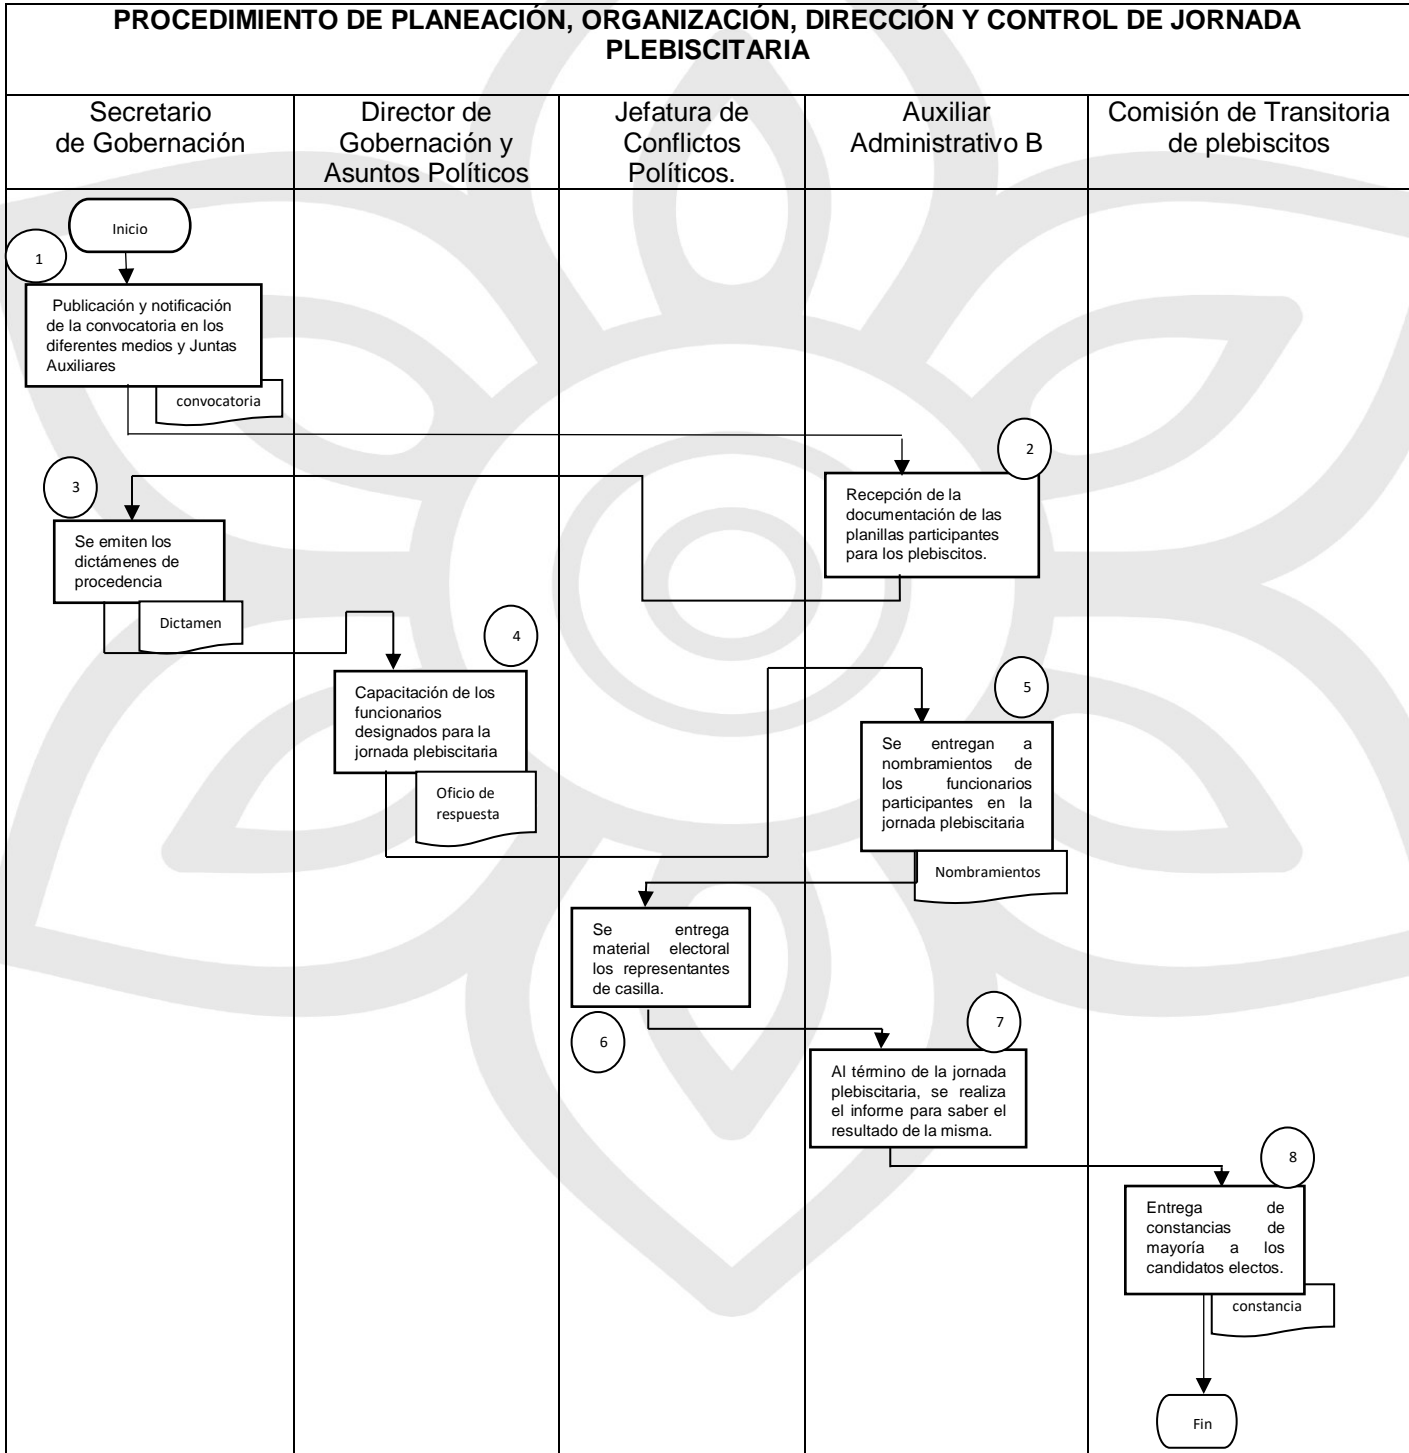 PROCEDIMIENTO DE PLANEACIÓN, ORGANIZACIÓN, DIRECCIÓN Y CONTROL DE JORNADA
PLEBISCITARIA
Secretario
de Gobernación
Director de
Gobernación y
Asuntos Políticos
Jefatura de
Conflictos
Políticos.
Auxiliar
Administrativo B
Comisión de Transitoria
de plebiscitos
Inicio
1
Publicación y notificación
de la convocatoria en los
diferentes medios y Juntas
Auxiliares
convocatoria
2
Recepción de la
documentación de las
planillas participantes
para los plebiscitos.
3
Se emiten los
dictámenes de
procedencia
Dictamen
4
Capacitación de los
funcionarios
designados para la
jornada plebiscitaria
Oficio de
respuesta
5
Se entregan a
nombramientos de
los funcionarios
participantes en la
jornada plebiscitaria
Nombramientos
Se entrega
material electoral
los representantes
de casilla.
6
7
Al término de la jornada
plebiscitaria, se realiza
el informe para saber el
resultado de la misma.
8
Entrega de
constancias de
mayoría a los
candidatos electos.
constancia
Fin